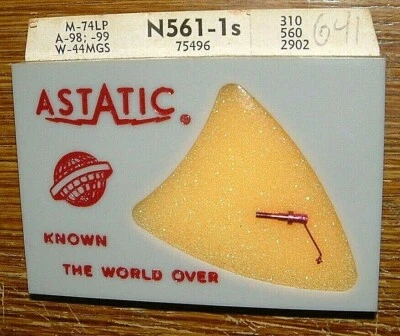 M-74LP
A-98; -99
W-44MGS
N561-1s
75496
310
560
2902
641
ASTATIC®
KNOWN
THE WORLD OVER